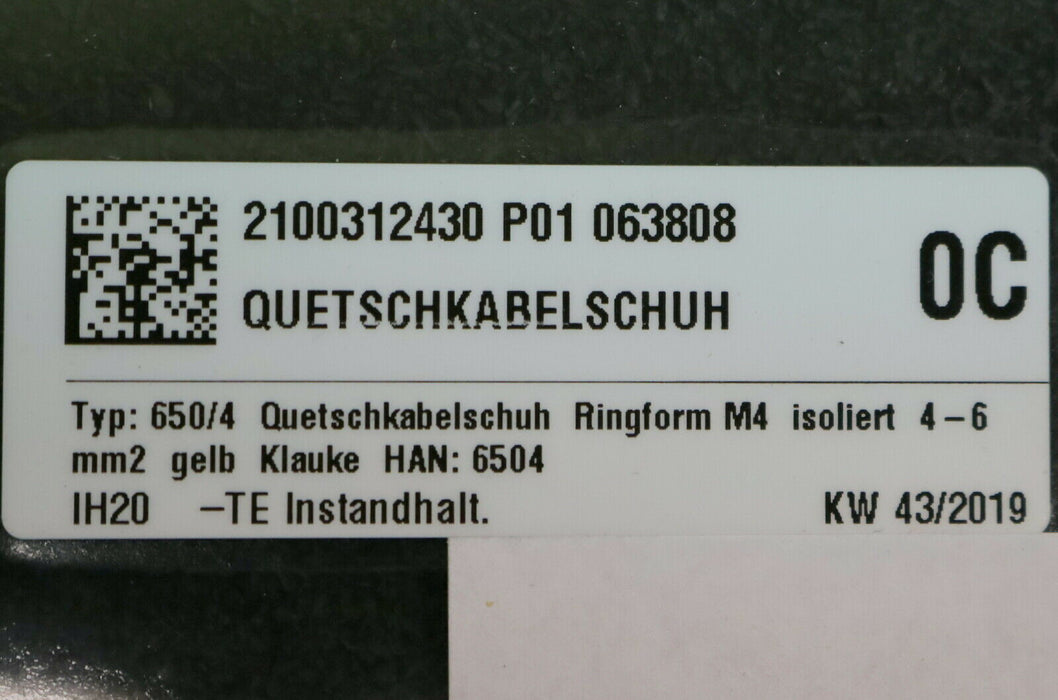 2100312430 P01 063808
0C
QUETSCHKABELSCHUH
Typ: 650/4 Quetschkabelschuh Ringform M4 isoliert 4-6
mm2 gelb Klauke HAN: 6504
IH20 -TE Instandhalt. KW 43/2019